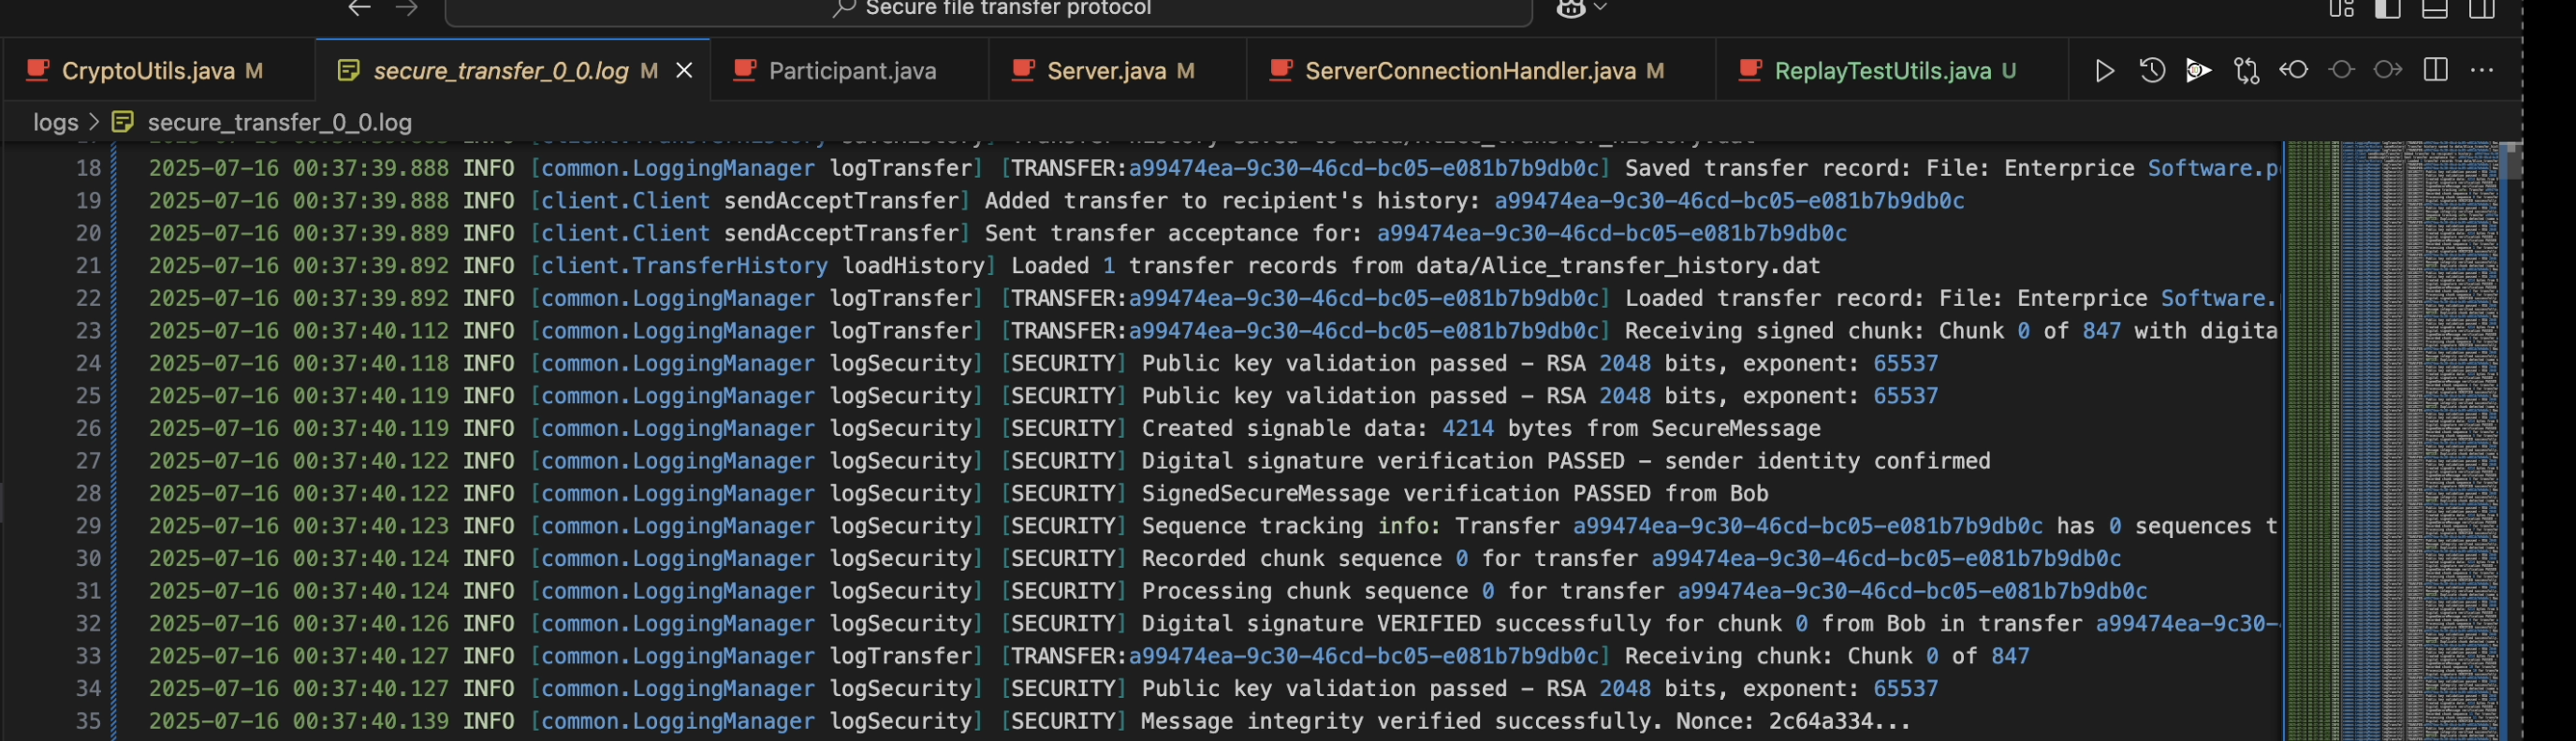 Secure file transfer protocol
CryptoUtils.java M secure_transfer_0_0.log M Participant.java Server.java M ServerConnectionHandler.java M ReplayTestUtils.java U
logs > secure_transfer_0_0.log
18 2025-07-16 00:37:39.888 INFO [common.LoggingManager logTransfer] [TRANSFER:a99474ea-9c30-46cd-bc05-e081b7b9db0c] Saved transfer record: File: Enterprice Software.p
19 2025-07-16 00:37:39.888 INFO [client.Client sendAcceptTransfer] Added transfer to recipient's history: a99474ea-9c30-46cd-bc05-e081b7b9db0c
20 2025-07-16 00:37:39.889 INFO [client.Client sendAcceptTransfer] Sent transfer acceptance for: a99474ea-9c30-46cd-bc05-e081b7b9db0c
21 2025-07-16 00:37:39.892 INFO [client.TransferHistory loadHistory] Loaded 1 transfer records from data/Alice_transfer_history.dat
22 2025-07-16 00:37:39.892 INFO [common.LoggingManager logTransfer] [TRANSFER:a99474ea-9c30-46cd-bc05-e081b7b9db0c] Loaded transfer record: File: Enterprice Software.
23 2025-07-16 00:37:40.112 INFO [common.LoggingManager logTransfer] [TRANSFER:a99474ea-9c30-46cd-bc05-e081b7b9db0c] Receiving signed chunk: Chunk 0 of 847 with digita
24 2025-07-16 00:37:40.118 INFO [common.LoggingManager logSecurity] [SECURITY] Public key validation passed – RSA 2048 bits, exponent: 65537
25 2025-07-16 00:37:40.119 INFO [common.LoggingManager logSecurity] [SECURITY] Public key validation passed – RSA 2048 bits, exponent: 65537
26 2025-07-16 00:37:40.119 INFO [common.LoggingManager logSecurity] [SECURITY] Created signable data: 4214 bytes from SecureMessage
27 2025-07-16 00:37:40.122 INFO [common.LoggingManager logSecurity] [SECURITY] Digital signature verification PASSED – sender identity confirmed
28 2025-07-16 00:37:40.122 INFO [common.LoggingManager logSecurity] [SECURITY] SignedSecureMessage verification PASSED from Bob
29 2025-07-16 00:37:40.123 INFO [common.LoggingManager logSecurity] [SECURITY] Sequence tracking info: Transfer a99474ea-9c30-46cd-bc05-e081b7b9db0c has 0 sequences t
30 2025-07-16 00:37:40.124 INFO [common.LoggingManager logSecurity] [SECURITY] Recorded chunk sequence 0 for transfer a99474ea-9c30-46cd-bc05-e081b7b9db0c
31 2025-07-16 00:37:40.124 INFO [common.LoggingManager logSecurity] [SECURITY] Processing chunk sequence 0 for transfer a99474ea-9c30-46cd-bc05-e081b7b9db0c
32 2025-07-16 00:37:40.126 INFO [common.LoggingManager logSecurity] [SECURITY] Digital signature VERIFIED successfully for chunk 0 from Bob in transfer a99474ea-9c30-
33 2025-07-16 00:37:40.127 INFO [common.LoggingManager logTransfer] [TRANSFER:a99474ea-9c30-46cd-bc05-e081b7b9db0c] Receiving chunk: Chunk 0 of 847
34 2025-07-16 00:37:40.127 INFO [common.LoggingManager logSecurity] [SECURITY] Public key validation passed – RSA 2048 bits, exponent: 65537
35 2025-07-16 00:37:40.139 INFO [common.LoggingManager logSecurity] [SECURITY] Message integrity verified successfully. Nonce: 2c64a334...